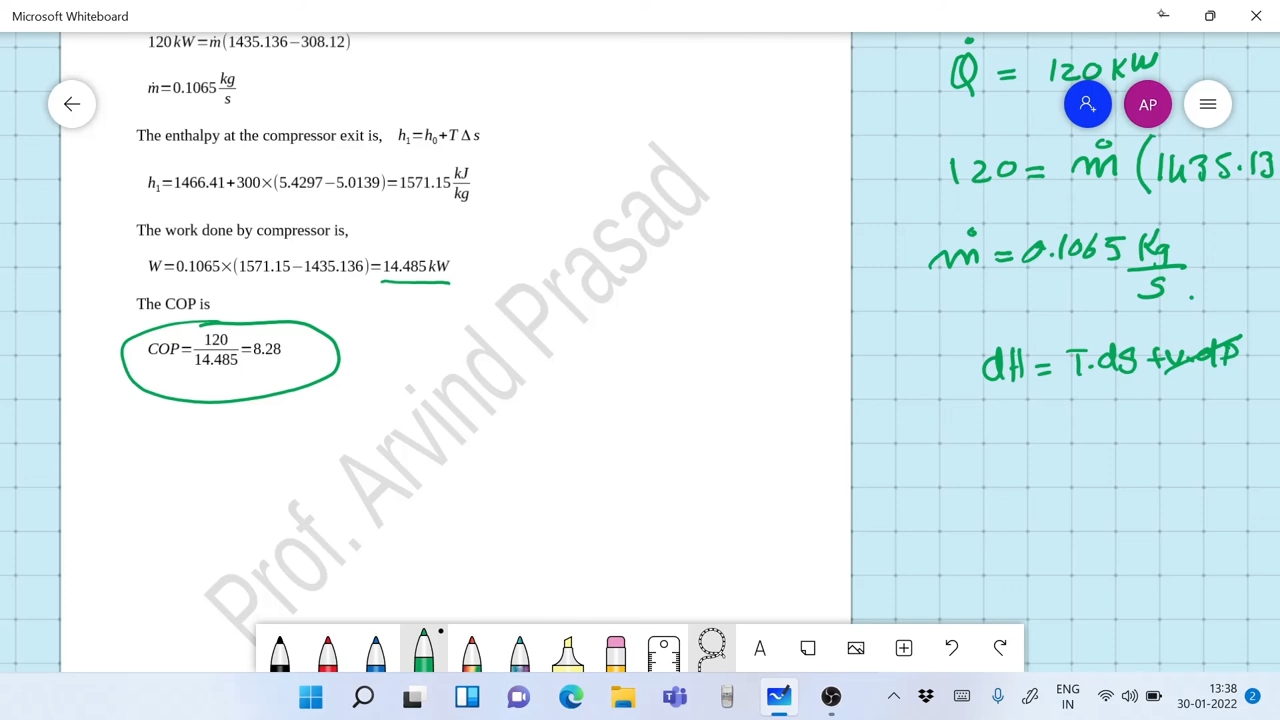 Microsoft Whiteboard
120 kW=ṁ(1435.136−308.12)
ṁ=0.1065 kg/s
The enthalpy at the compressor exit is, h₁=h₀+T Δ s
h₁=1466.41+300×(5.4297−5.0139)=1571.15 kJ/kg
The work done by compressor is,
W=0.1065×(1571.15−1435.136)=14.485 kW
The COP is
COP=120/14.485=8.28
Prof. Arvind Prasad
Q̇ = 120 kW
AP
120 = ṁ (1435.13
ṁ = 0.1065 Kg/s.
dH = T.ds +v.dP
A
ENG
IN
13:38
30-01-2022
2